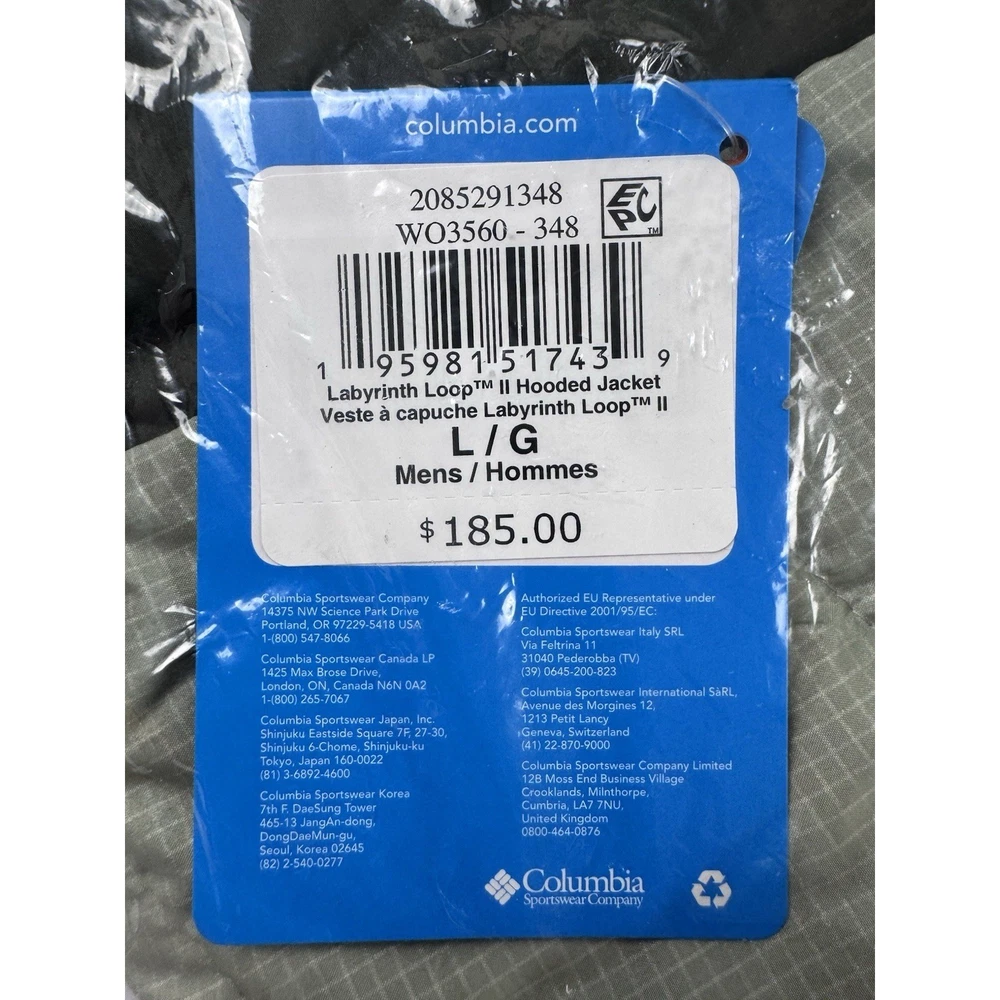 columbia.com
2085291348
WO3560 - 348
EPC
TM
1 95981 51743 9
Labyrinth Loop™ II Hooded Jacket
Veste à capuche Labyrinth Loop™ II
L / G
Mens / Hommes
$185.00
Columbia Sportswear Company
14375 NW Science Park Drive
Portland, OR 97229-5418 USA
1-(800) 547-8066
Columbia Sportswear Canada LP
1425 Max Brose Drive,
London, ON, Canada N6N 0A2
1-(800) 265-7067
Columbia Sportswear Japan, Inc.
Shinjuku Eastside Square 7F, 27-30,
Shinjuku 6-Chome, Shinjuku-ku
Tokyo, Japan 160-0022
(81) 3-6892-4600
Columbia Sportswear Korea
7th F. DaeSung Tower
465-13 JangAn-dong,
DongDaeMun-gu,
Seoul, Korea 02645
(82) 2-540-0277
Authorized EU Representative under
EU Directive 2001/95/EC:
Columbia Sportswear Italy SRL
Via Feltrina 11
31040 Pederobba (TV)
(39) 0645-200-823
Columbia Sportswear International SàRL,
Avenue des Morgines 12,
1213 Petit Lancy
Geneva, Switzerland
(41) 22-870-9000
Columbia Sportswear Company Limited
12B Moss End Business Village
Crooklands, Milnthorpe,
Cumbria, LA7 7NU,
United Kingdom
0800-464-0876
Columbia
Sportswear Company